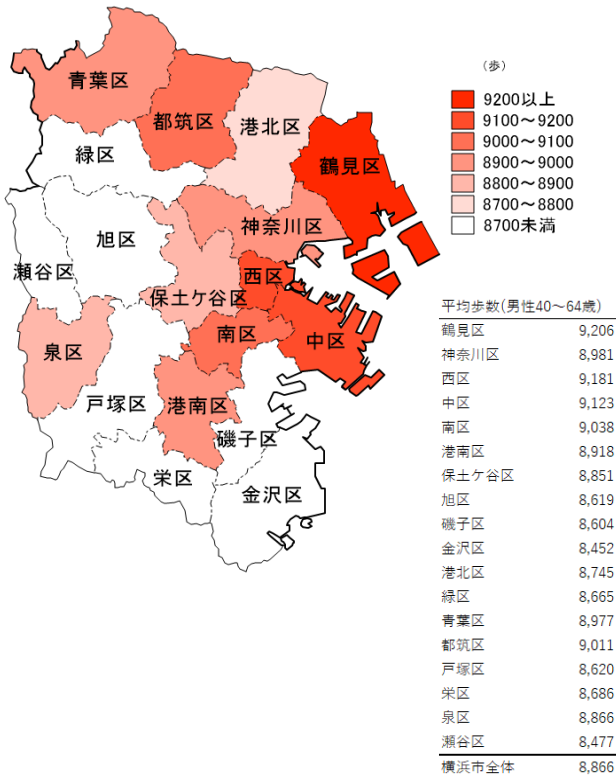 青葉区
都筑区
港北区
緑区
鶴見区
神奈川区
旭区
瀬谷区
西区
保土ケ谷区
泉区
南区
中区
戸塚区
港南区
磯子区
栄区
金沢区
（歩）
9200以上
9100～9200
9000～9100
8900～9000
8800～8900
8700～8800
8700未満
平均歩数(男性40～64歳)
鶴見区 9,206
神奈川区 8,981
西区 9,181
中区 9,123
南区 9,038
港南区 8,918
保土ケ谷区 8,851
旭区 8,619
磯子区 8,604
金沢区 8,452
港北区 8,745
緑区 8,665
青葉区 8,977
都筑区 9,011
戸塚区 8,620
栄区 8,686
泉区 8,866
瀬谷区 8,477
横浜市全体 8,866